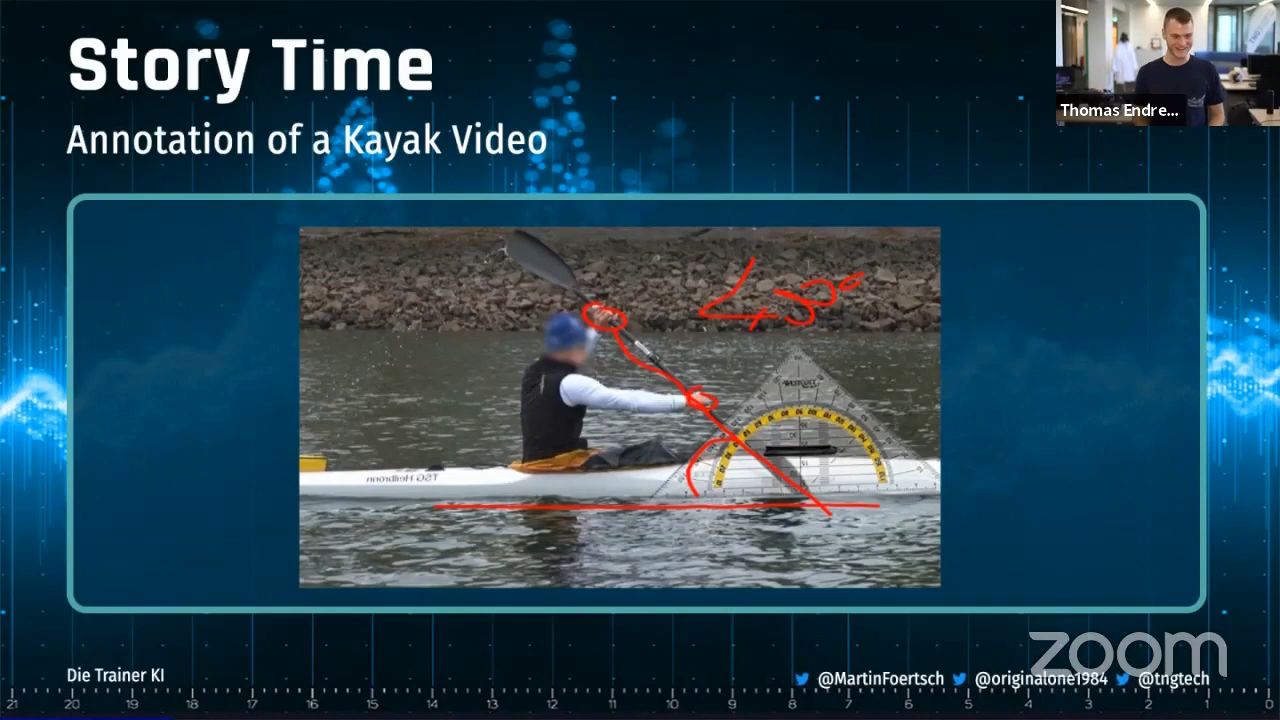 Story Time
Thomas Endre...
Annotation of a Kayak Video
WESTCOTT
TSG Heilbronn
Die Trainer KI
@MartinFoertsch @originalone1984 @tngtech
zoom
21 20 19 18 17 16 15 14 13 12 11 10 9 8 7 6 5 4 3 2 1 0